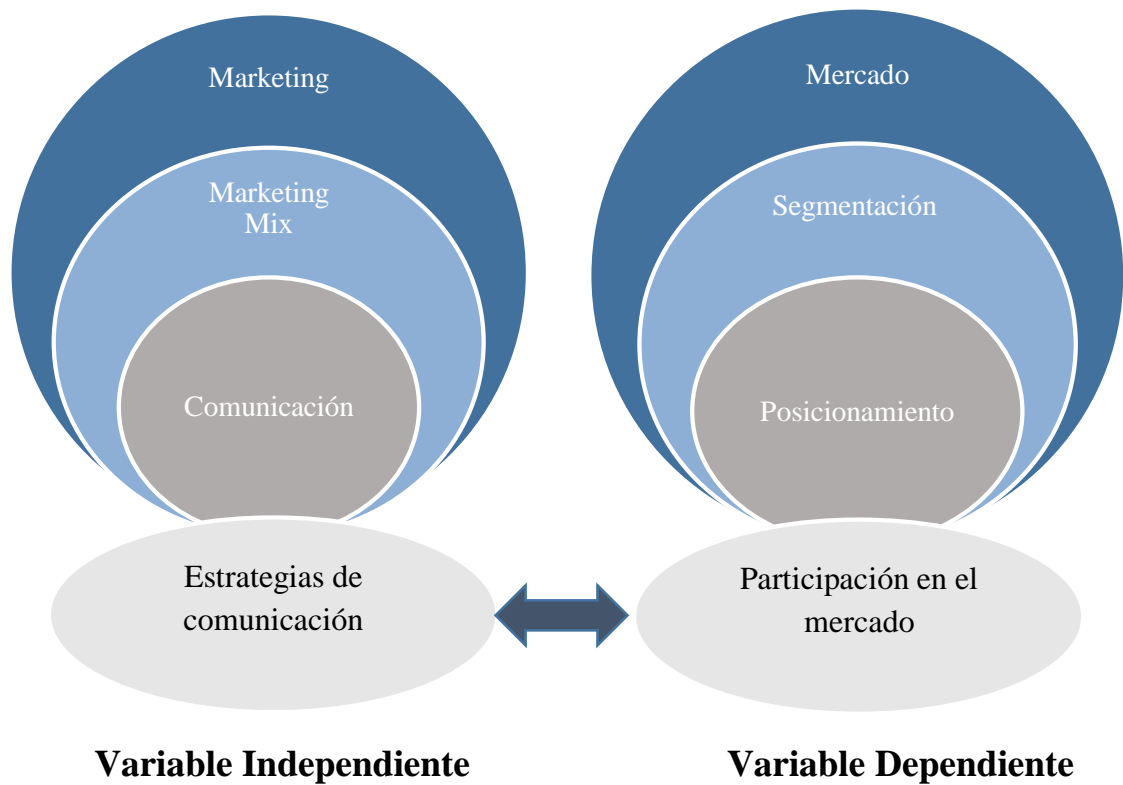 Marketing
Marketing
Mix
Comunicación
Estrategias de
comunicación
Variable Independiente
Mercado
Segmentación
Posicionamiento
Participación en el
mercado
Variable Dependiente